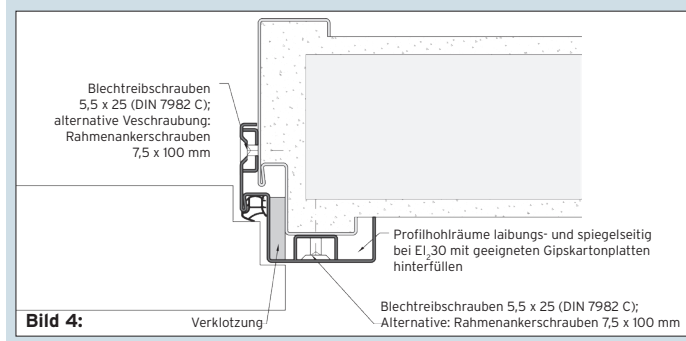 Blechtreibschrauben
5,5 x 25 (DIN 7982 C);
alternative Veschraubung:
Rahmenankerschrauben
7,5 x 100 mm
Profilhohlräume laibungs- und spiegelseitig
bei EI₂30 mit geeigneten Gipskartonplatten
hinterfüllen
Blechtreibschrauben 5,5 x 25 (DIN 7982 C);
Alternative: Rahmenankerschrauben 7,5 x 100 mm
Verklotzung
Bild 4: